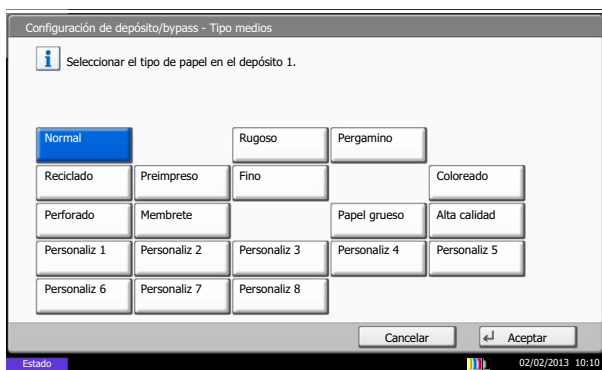 Configuración de depósito/bypass - Tipo medios
Seleccionar el tipo de papel en el depósito 1.
Normal Rugoso Pergamino
Reciclado Preimpreso Fino Coloreado
Perforado Membrete Papel grueso Alta calidad
Personaliz 1 Personaliz 2 Personaliz 3 Personaliz 4 Personaliz 5
Personaliz 6 Personaliz 7 Personaliz 8
Cancelar Aceptar
Estado 02/02/2013 10:10